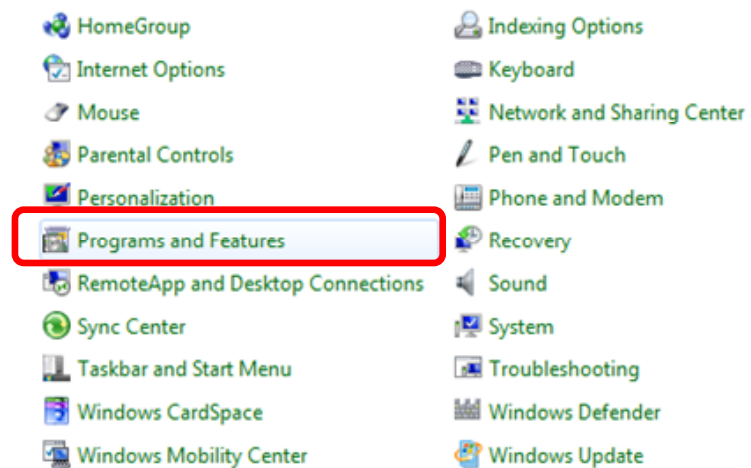 HomeGroup
Indexing Options
Internet Options
Keyboard
Mouse
Network and Sharing Center
Parental Controls
Pen and Touch
Personalization
Phone and Modem
Programs and Features
Recovery
RemoteApp and Desktop Connections
Sound
Sync Center
System
Taskbar and Start Menu
Troubleshooting
Windows CardSpace
Windows Defender
Windows Mobility Center
Windows Update